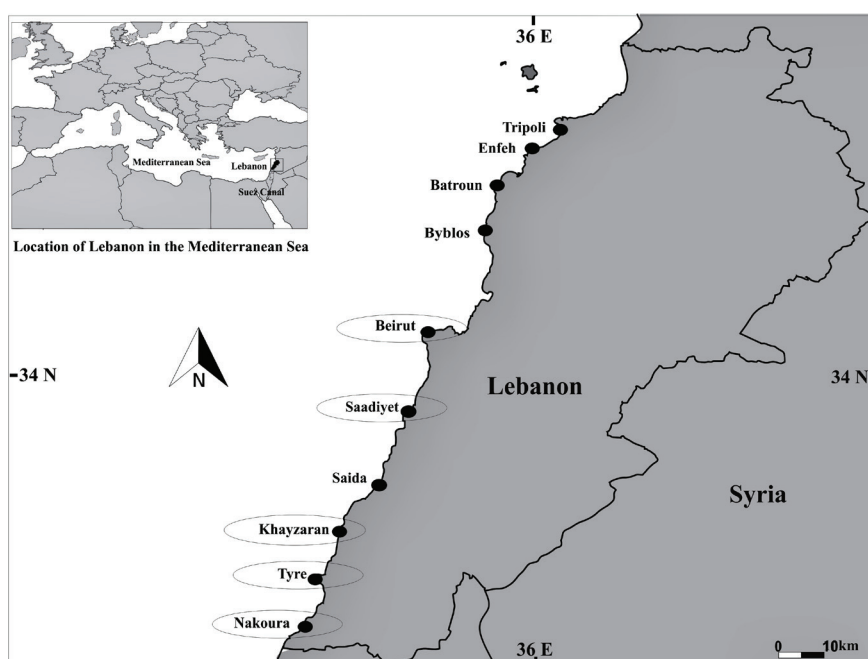 Mediterranean Sea
Lebanon
Suez Canal
Location of Lebanon in the Mediterranean Sea
36 E
Tripoli
Enfeh
Batroun
Byblos
Beirut
34 N
34 N
N
Lebanon
Saadiyet
Saida
Syria
Khayzaran
Tyre
Nakoura
36 E
0 10km